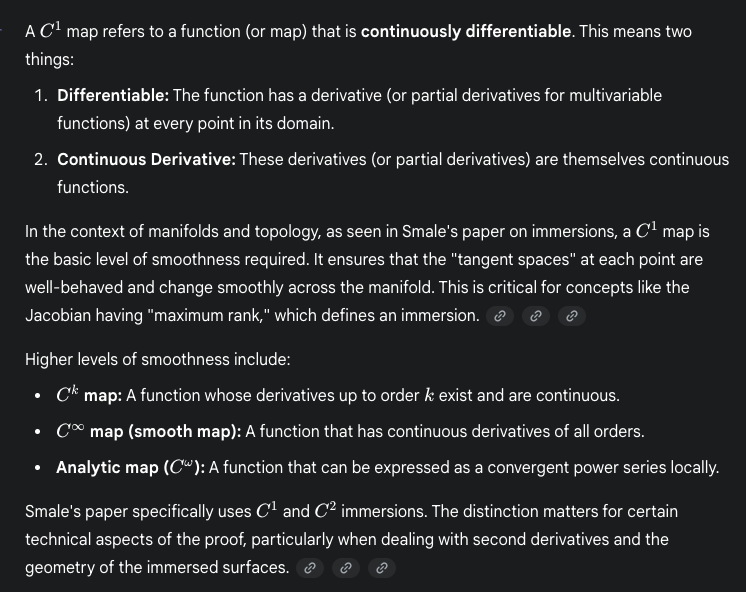 A C¹ map refers to a function (or map) that is continuously differentiable. This means two
things:
1. Differentiable: The function has a derivative (or partial derivatives for multivariable
functions) at every point in its domain.
2. Continuous Derivative: These derivatives (or partial derivatives) are themselves continuous
functions.
In the context of manifolds and topology, as seen in Smale's paper on immersions, a C¹ map is
the basic level of smoothness required. It ensures that the "tangent spaces" at each point are
well-behaved and change smoothly across the manifold. This is critical for concepts like the
Jacobian having "maximum rank," which defines an immersion.
Higher levels of smoothness include:
• Cᵏ map: A function whose derivatives up to order k exist and are continuous.
• C^∞ map (smooth map): A function that has continuous derivatives of all orders.
• Analytic map (C^ω): A function that can be expressed as a convergent power series locally.
Smale's paper specifically uses C¹ and C² immersions. The distinction matters for certain
technical aspects of the proof, particularly when dealing with second derivatives and the
geometry of the immersed surfaces.